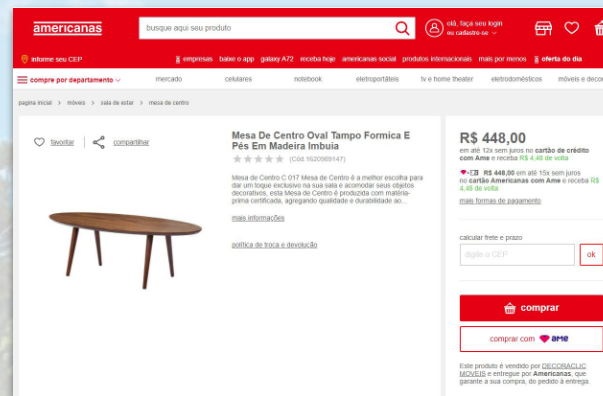 americanas
busque aqui seu produto
olá, faça seu login
ou cadastre-se
informe seu CEP
empresas baixe o app galaxy A72 receba hoje americanas social produtos internacionais mais por menos oferta do dia
compre por departamento mercado celulares notebook eletroportáteis tv e home theater eletrodomésticos móveis e decor
página inicial > móveis > sala de estar > mesa de centro
favoritar compartilhar
Mesa De Centro Oval Tampo Formica E
Pés Em Madeira Imbuia
(Cód.1620989147)
Mesa de Centro C 017 Mesa de Centro é a melhor escolha para
dar um toque exclusivo na sua sala e acomodar seus objetos
decorativos, esta Mesa de Centro é produzida com matéria-
prima certificada, agregando qualidade e durabilidade ao...
mais informações
política de troca e devolução
R$ 448,00
em até 12x sem juros no cartão de crédito
com Ame e receba R$ 4,48 de volta
R$ 448,00 em até 15x sem juros
no cartão Americanas com Ame e receba R$
4,48 de volta
mais formas de pagamento
calcular frete e prazo
digite o CEP
ok
comprar
comprar com ame
Este produto é vendido por DECORACLIC
MOVEIS e entregue por Americanas, que
garante a sua compra, do pedido à entrega.